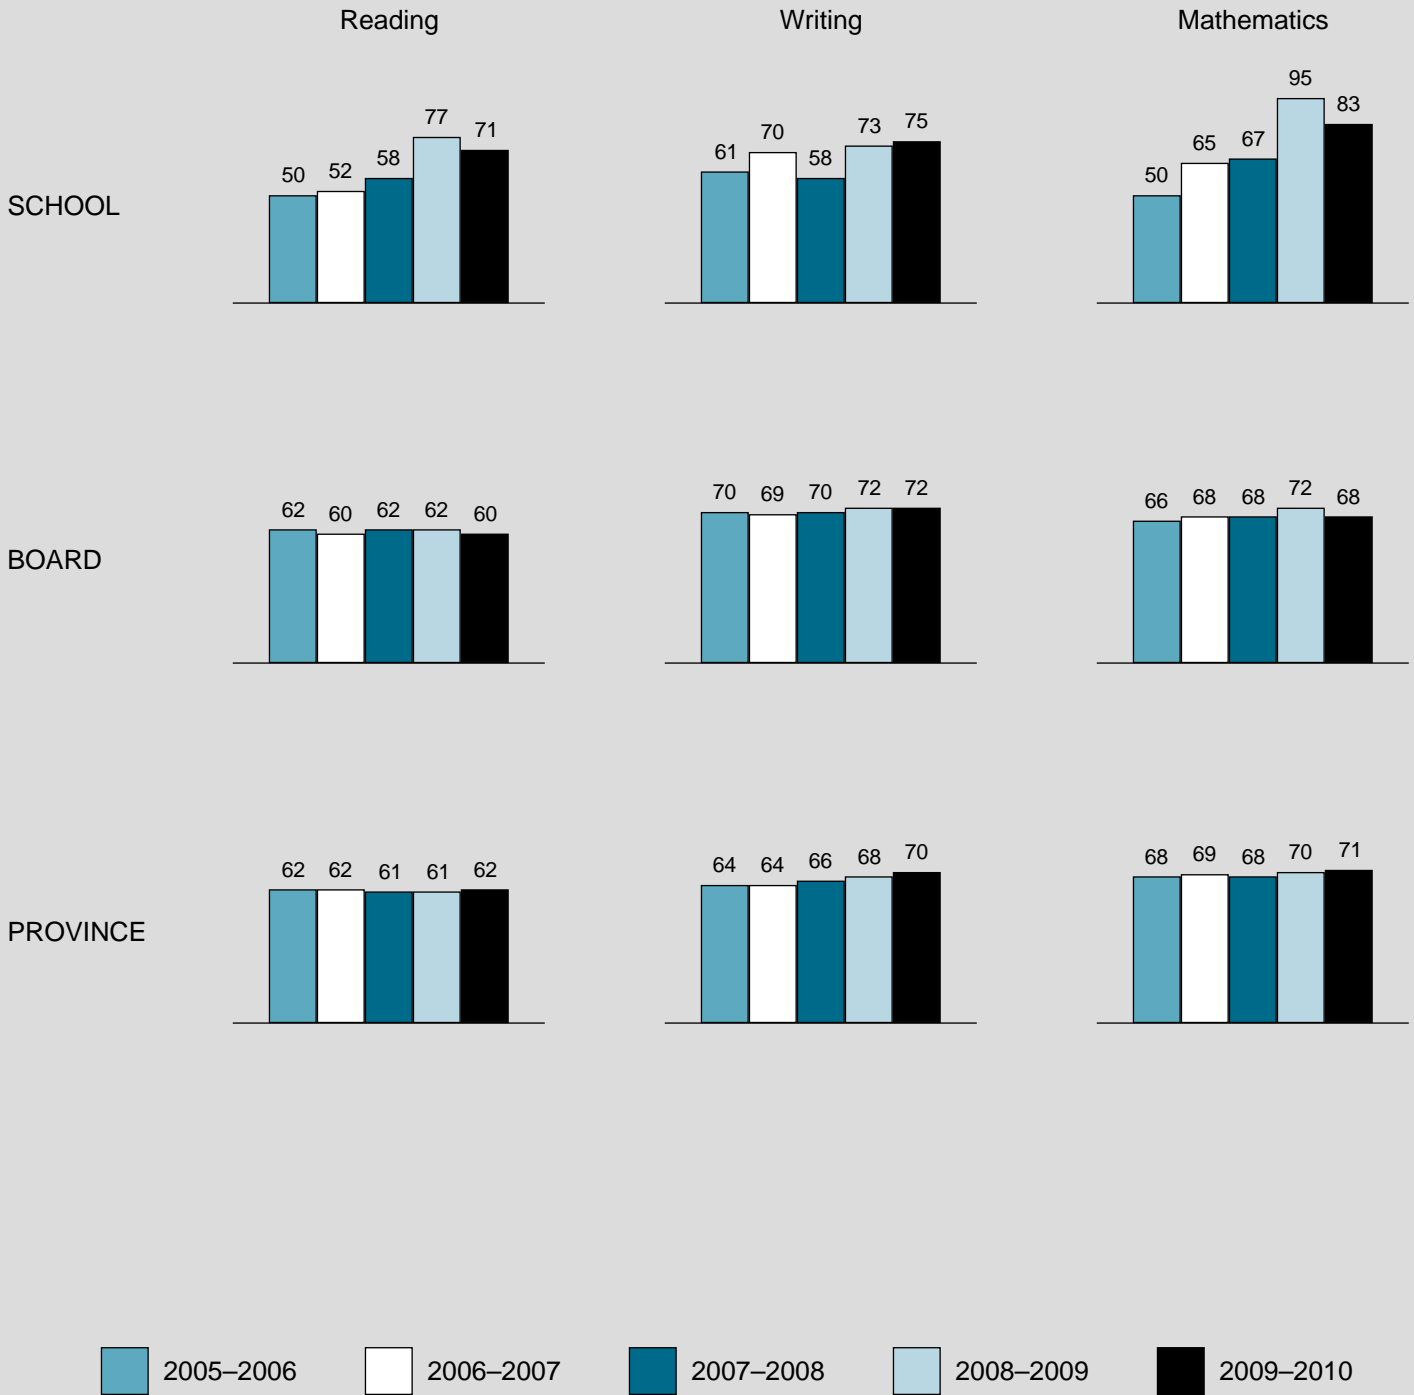 Reading Writing Mathematics
SCHOOL
50 52 58 77 71
61 70 58 73 75
50 65 67 95 83
BOARD
62 60 62 62 60
70 69 70 72 72
66 68 68 72 68
PROVINCE
62 62 61 61 62
64 64 66 68 70
68 69 68 70 71
2005–2006 2006–2007 2007–2008 2008–2009 2009–2010